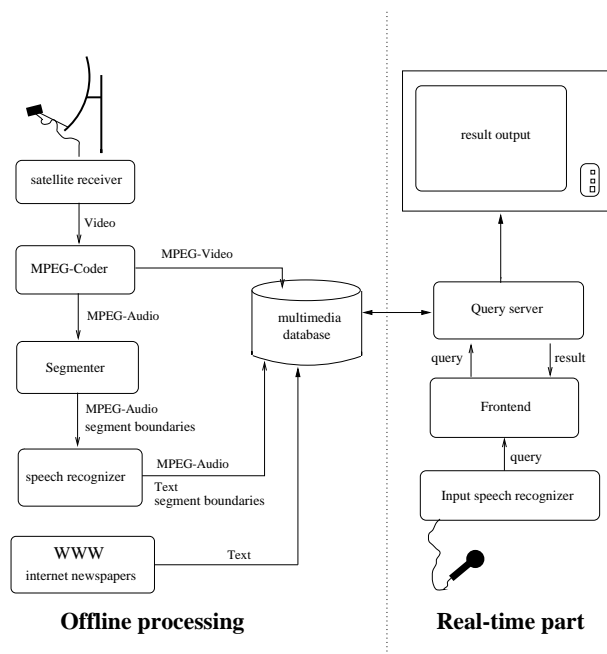 satellite receiver
Video
MPEG-Coder
MPEG-Video
MPEG-Audio
Segmenter
MPEG-Audio
segment boundaries
speech recognizer
MPEG-Audio
Text
segment boundaries
WWW
internet newspapers
Text
multimedia
database
Offline processing
result output
Query server
query
result
Frontend
query
Input speech recognizer
Real-time part